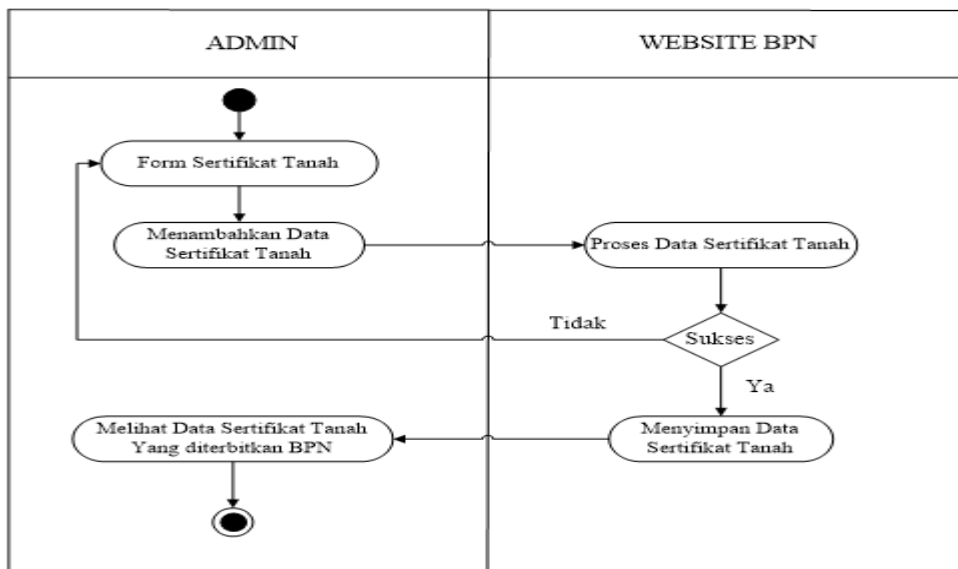 ADMIN
WEBSITE BPN
Form Sertifikat Tanah
Menambahkan Data
Sertifikat Tanah
Proses Data Sertifikat Tanah
Tidak
Sukses
Ya
Melihat Data Sertifikat Tanah
Yang diterbitkan BPN
Menyimpan Data
Sertifikat Tanah